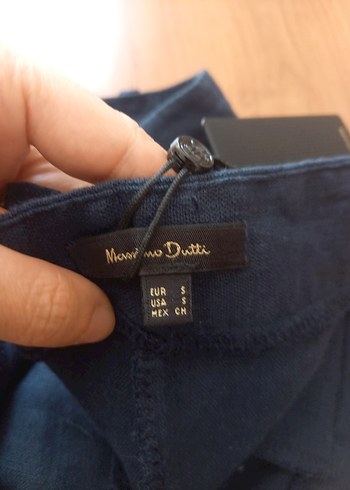 Massimo Dutti
EUR S
USA S
MEX CH